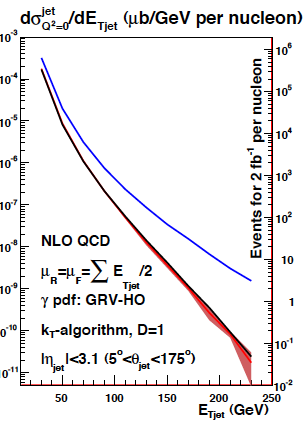 dσ^jet_Q²=0/dE_Tjet (μb/GeV per nucleon)
10^-3
10^-4
10^-5
10^-6
10^-7
10^-8
10^-9
10^-10
10^-11
NLO QCD
μ_R=μ_F=∑ E_Tjet /2
γ pdf: GRV-HO
k_T-algorithm, D=1
|η_jet|<3.1 (5°<θ_jet<175°)
Events for 2 fb^-1 per nucleon
10^6
10^5
10^4
10^3
10^2
10
1
10^-1
10^-2
50 100 150 200 250
E_Tjet (GeV)